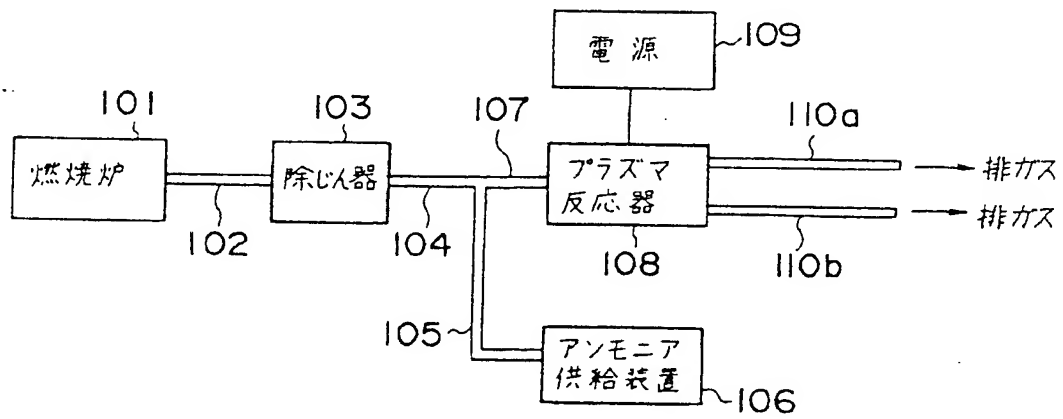 電源
109
101
103
107
110a
燃焼炉
除じん器
プラズマ
反応器
排ガス
排ガス
102
104
108
110b
105
アンモニア
供給装置
106